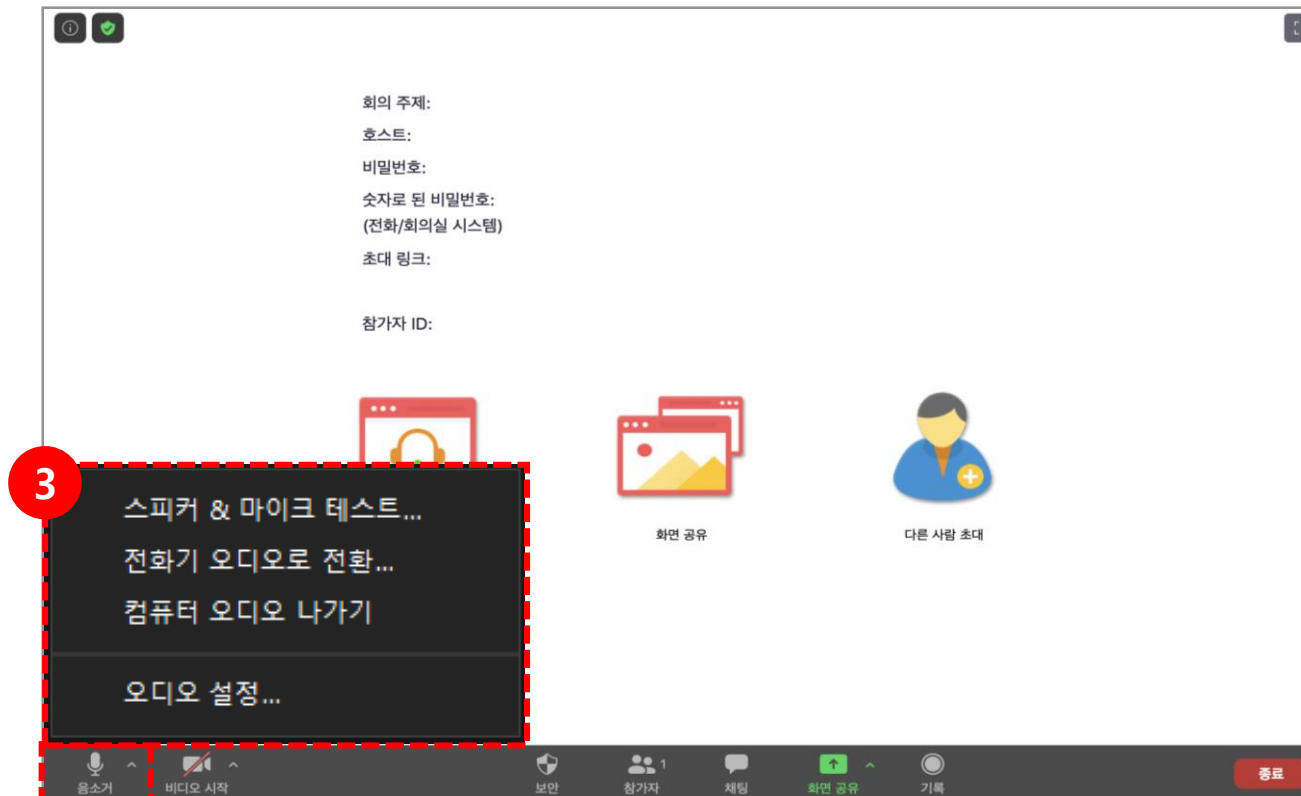 회의 주제:
호스트:
비밀번호:
숫자로 된 비밀번호:
(전화/회의실 시스템)
초대 링크:
참가자 ID:
화면 공유
다른 사람 초대
3
스피커 & 마이크 테스트...
전화기 오디오로 전환...
컴퓨터 오디오 나가기
오디오 설정...
음소거
비디오 시작
보안
1
참가자
채팅
화면 공유
기록
종료